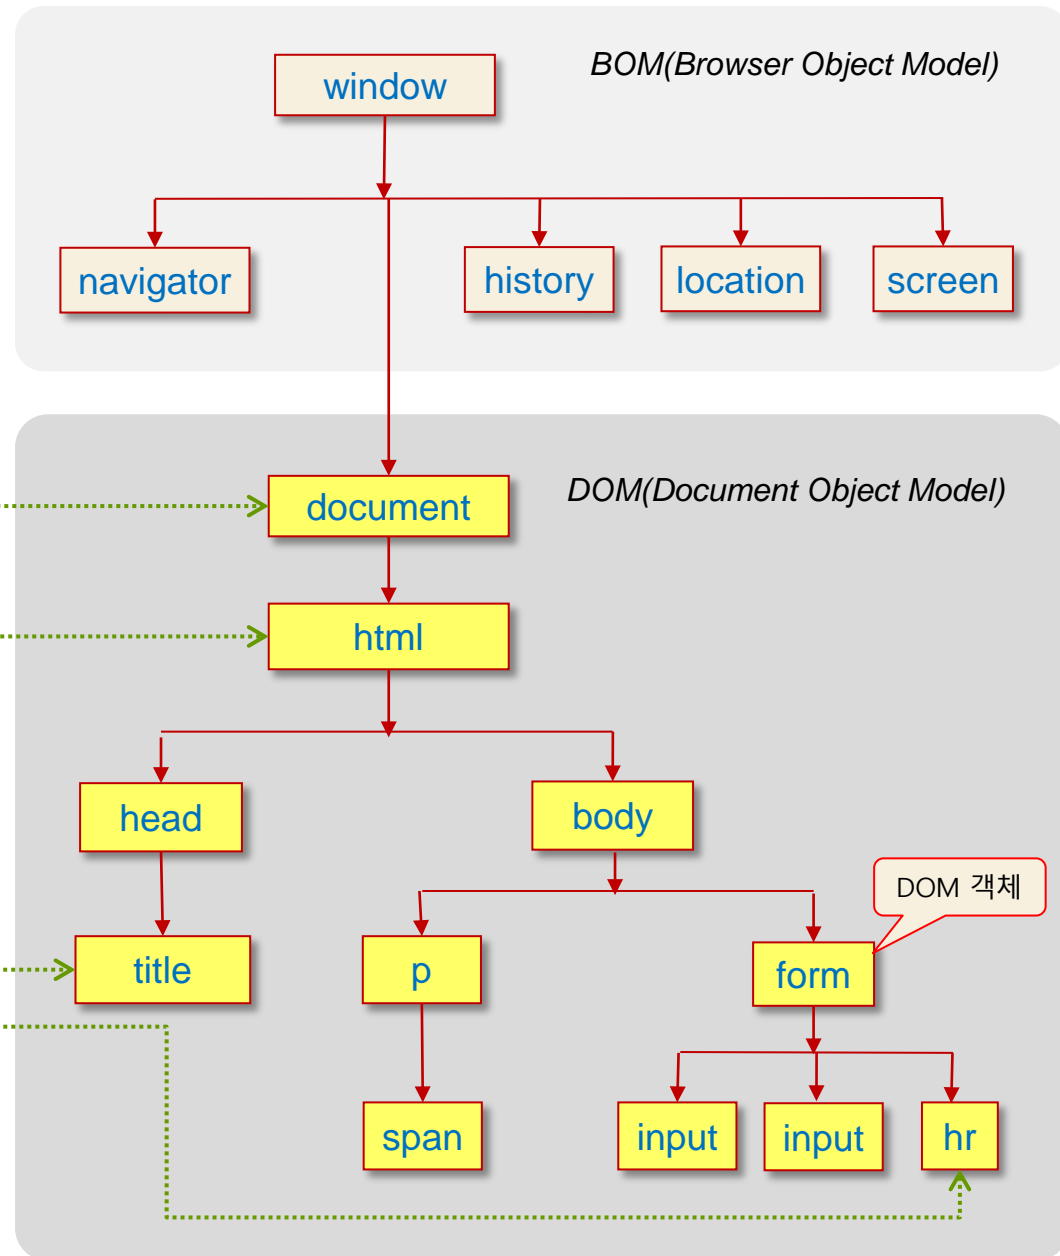 BOM(Browser Object Model)
window
navigator
history
location
screen
DOM(Document Object Model)
document
html
head
body
DOM 객체
title
p
form
span
input
input
hr